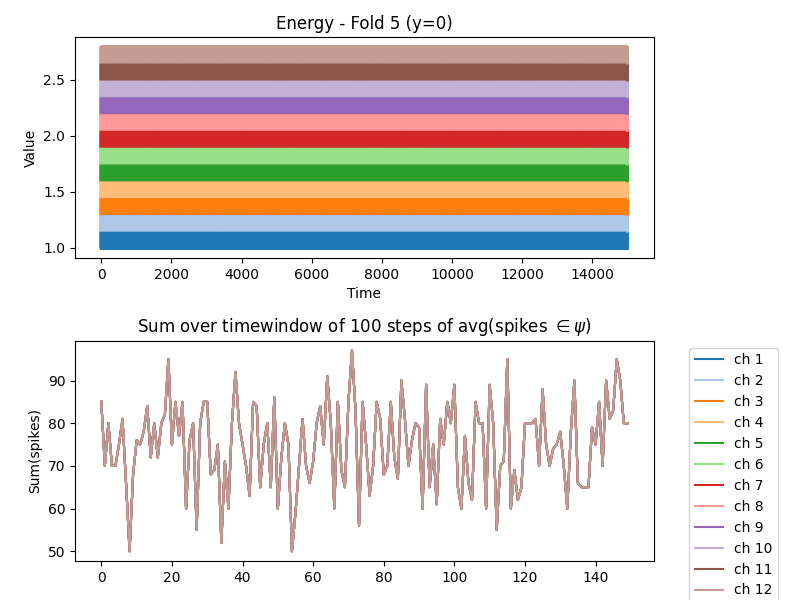 Energy - Fold 5 (y=0)
Value
2.5
2.0
1.5
1.0
0 2000 4000 6000 8000 10000 12000 14000
Time
Sum over timewindow of 100 steps of avg(spikes ∈ ψ)
Sum(spikes)
90
80
70
60
50
0 20 40 60 80 100 120 140
ch 1
ch 2
ch 3
ch 4
ch 5
ch 6
ch 7
ch 8
ch 9
ch 10
ch 11
ch 12